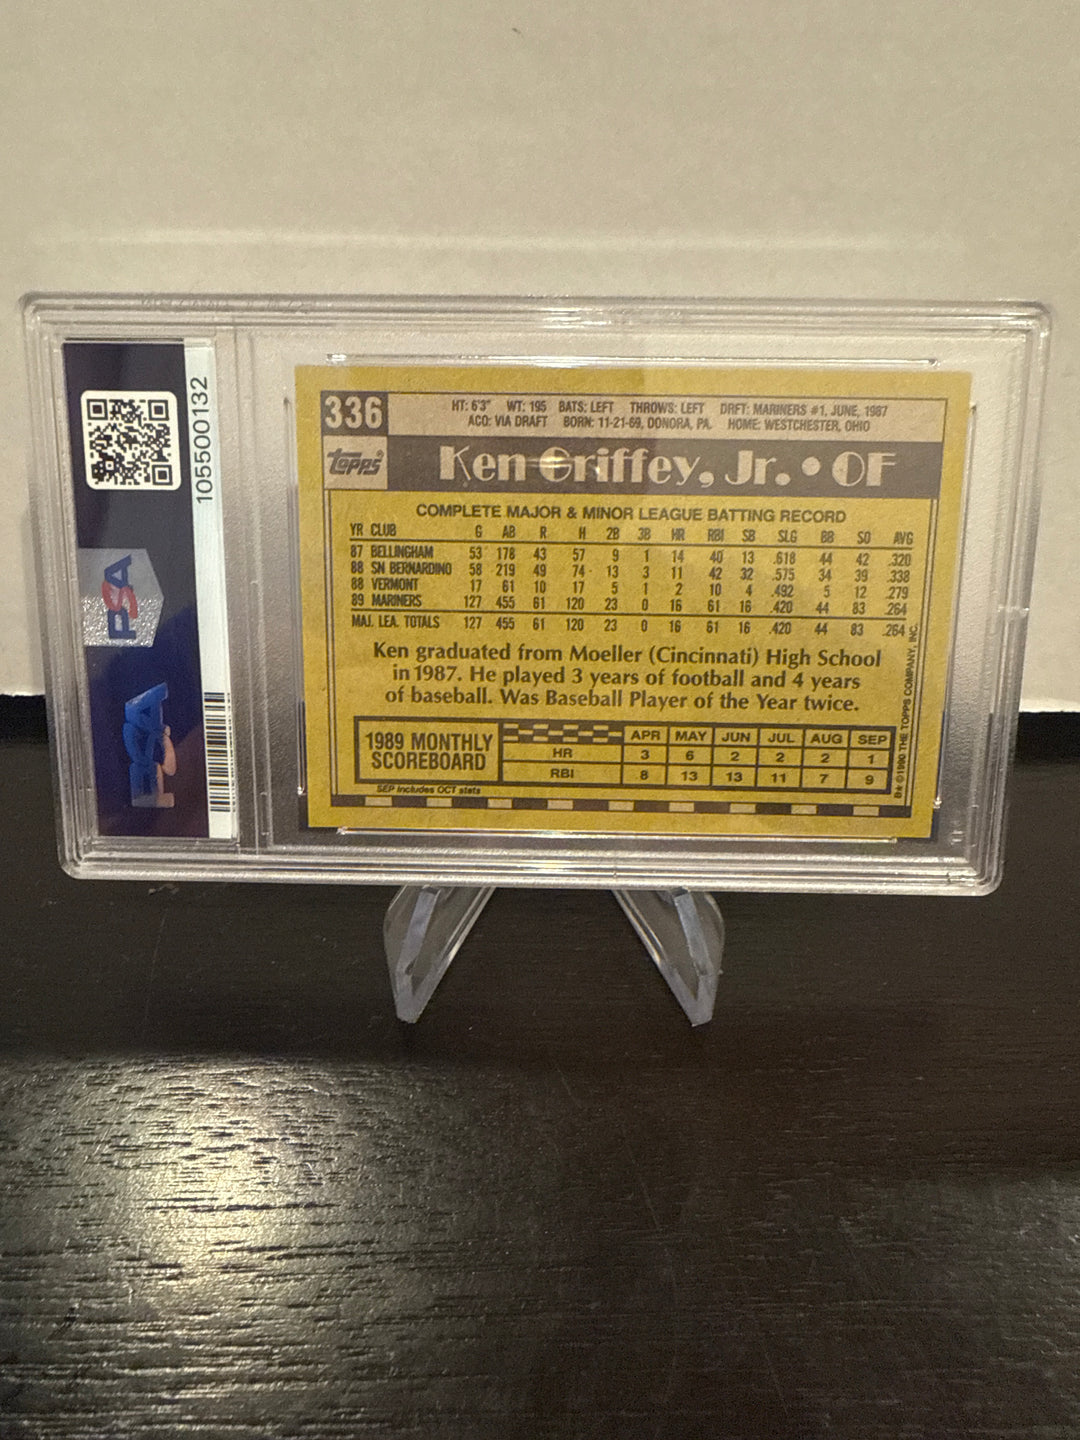 105500132
PSA
PSA
336
HT: 6'3" WT: 195 BATS: LEFT THROWS: LEFT DRFT: MARINERS #1, JUNE, 1987
ACQ: VIA DRAFT BORN: 11-21-69, DONORA, PA. HOME: WESTCHESTER, OHIO
TOPPS®
Ken Griffey, Jr. • OF
COMPLETE MAJOR & MINOR LEAGUE BATTING RECORD
YR CLUB G AB R H 2B 3B HR RBI SB SLG BB SO AVG
87 BELLINGHAM 53 178 43 57 9 1 14 40 13 .618 44 42 .320
88 SN BERNARDINO 58 219 49 74 13 3 11 42 32 .575 34 39 .338
88 VERMONT 17 61 10 17 5 1 2 10 4 .492 5 12 .279
89 MARINERS 127 455 61 120 23 0 16 61 16 .420 44 83 .264
MAJ. LEA. TOTALS 127 455 61 120 23 0 16 61 16 .420 44 83 .264
Ken graduated from Moeller (Cincinnati) High School
in 1987. He played 3 years of football and 4 years
of baseball. Was Baseball Player of the Year twice.
1989 MONTHLY
SCOREBOARD
APR MAY JUN JUL AUG SEP
HR 3 6 2 2 2 1
RBI 8 13 13 11 7 9
SEP includes OCT stats
B* ©1990 THE TOPPS COMPANY, INC.